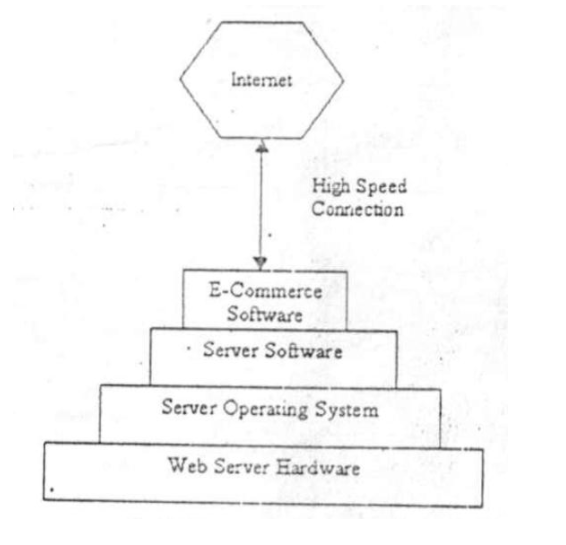 Internet
High Speed
Connection
E-Commerce
Software
Server Software
Server Operating System
Web Server Hardware